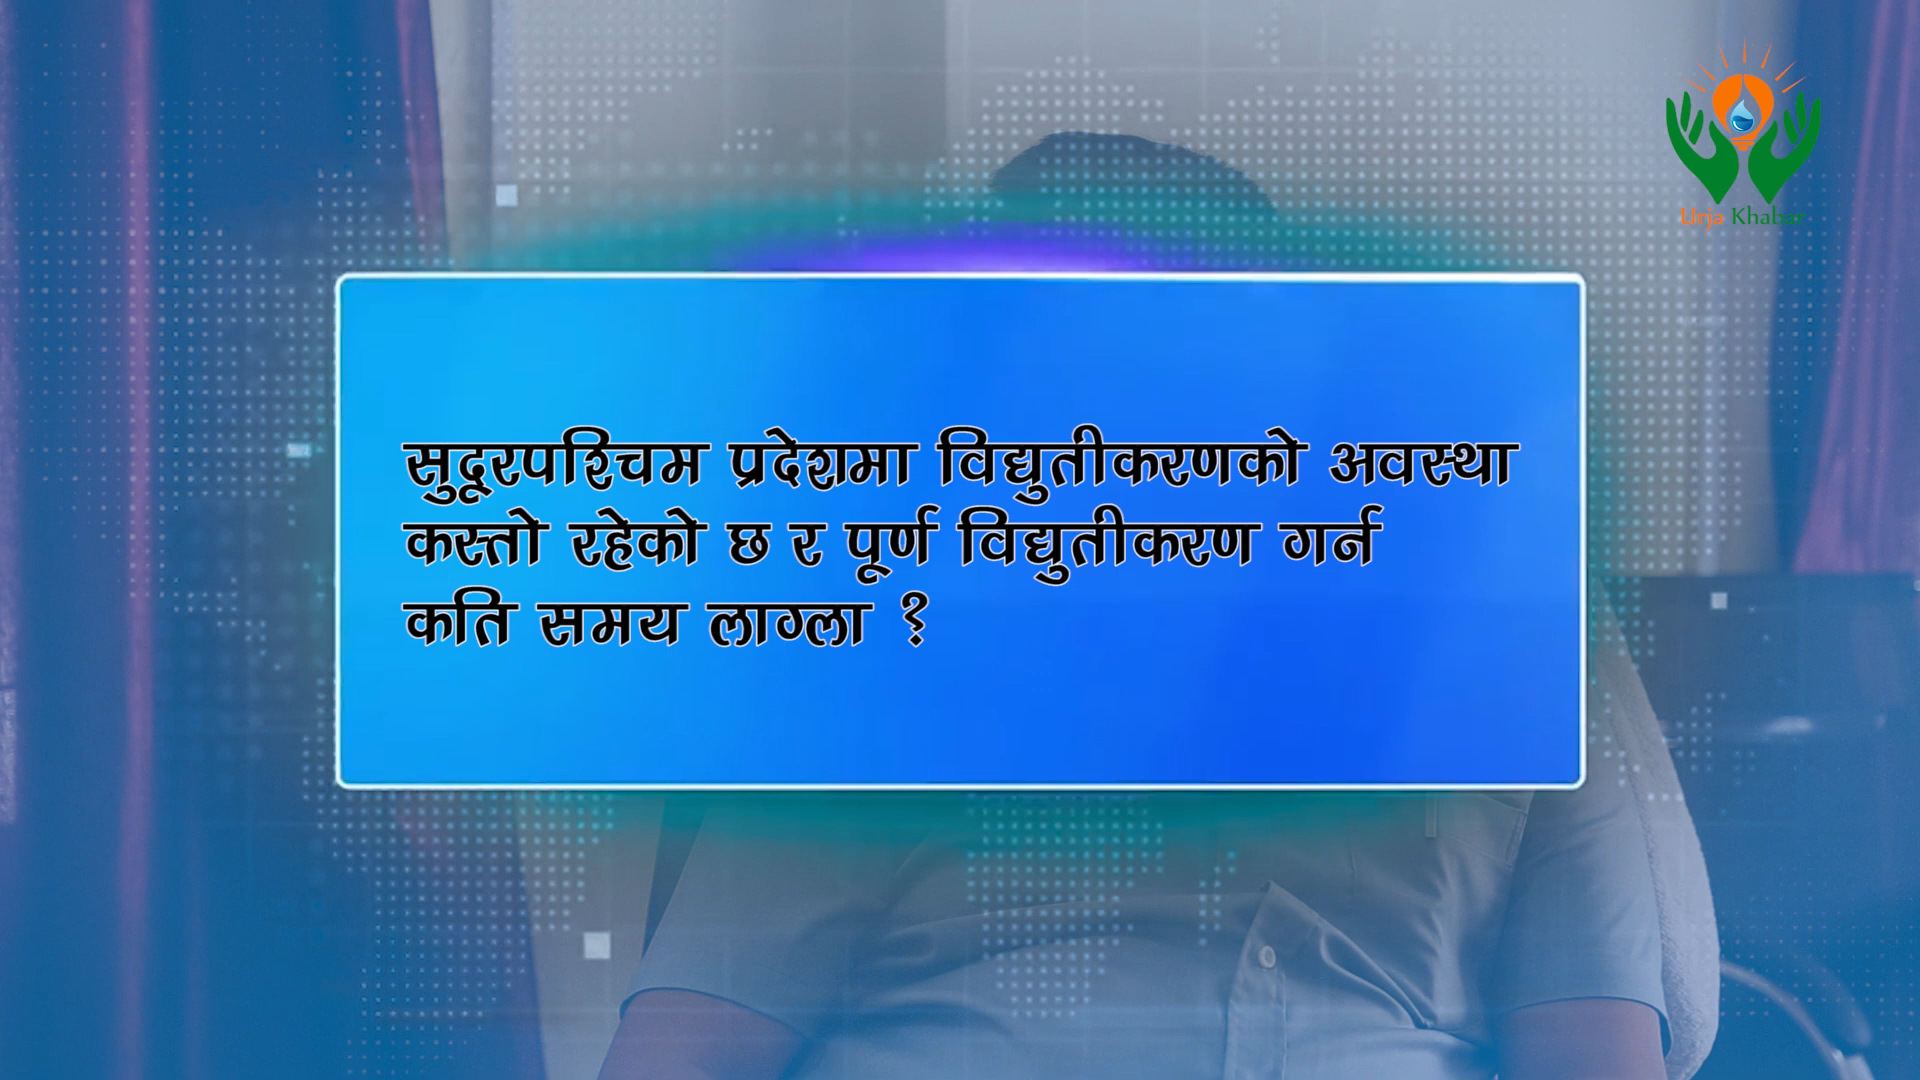 Urja Khabar
सुदूरपश्चिम प्रदेशमा विद्युतीकरणको अवस्था
कस्तो रहेको छ र पूर्ण विद्युतीकरण गर्न
कति समय लाग्ला ?